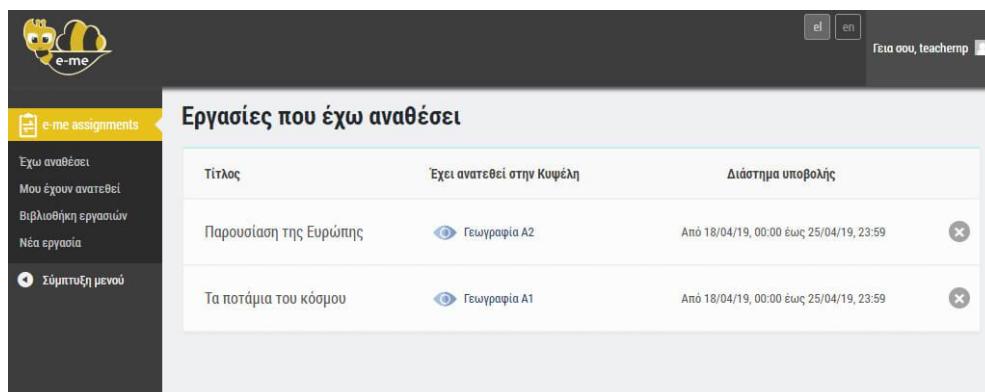 el en
Γεια σου, teachernp
e-me
e-me assignments
Έχω αναθέσει
Μου έχουν ανατεθεί
Βιβλιοθήκη εργασιών
Νέα εργασία
Σύμπτυξη μενού
Εργασίες που έχω αναθέσει
Τίτλος Έχει ανατεθεί στην Κυψέλη Διάστημα υποβολής
Παρουσίαση της Ευρώπης Γεωγραφία Α2 Από 18/04/19, 00:00 έως 25/04/19, 23:59
Τα ποτάμια του κόσμου Γεωγραφία Α1 Από 18/04/19, 00:00 έως 25/04/19, 23:59